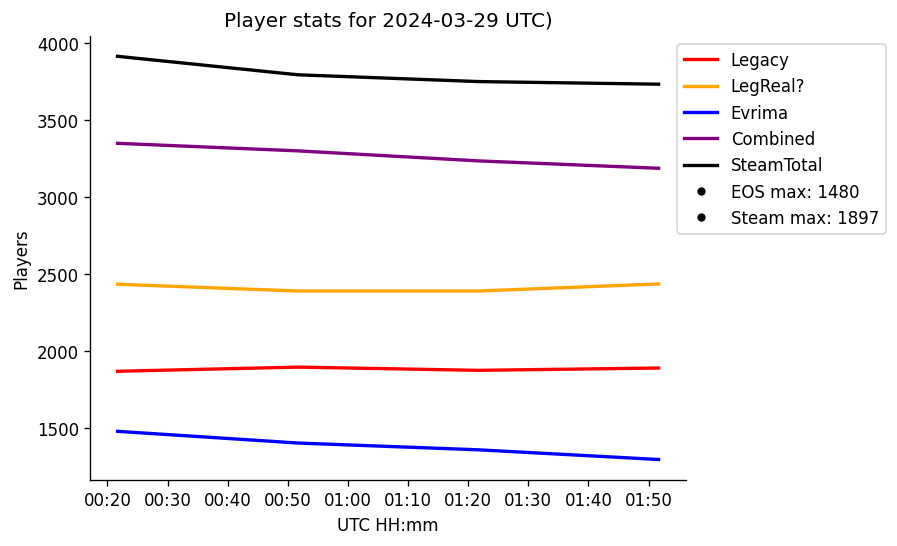 Player stats for 2024-03-29 UTC)
4000
3500
3000
2500
2000
1500
Players
00:20 00:30 00:40 00:50 01:00 01:10 01:20 01:30 01:40 01:50
UTC HH:mm
Legacy
LegReal?
Evrima
Combined
SteamTotal
EOS max: 1480
Steam max: 1897